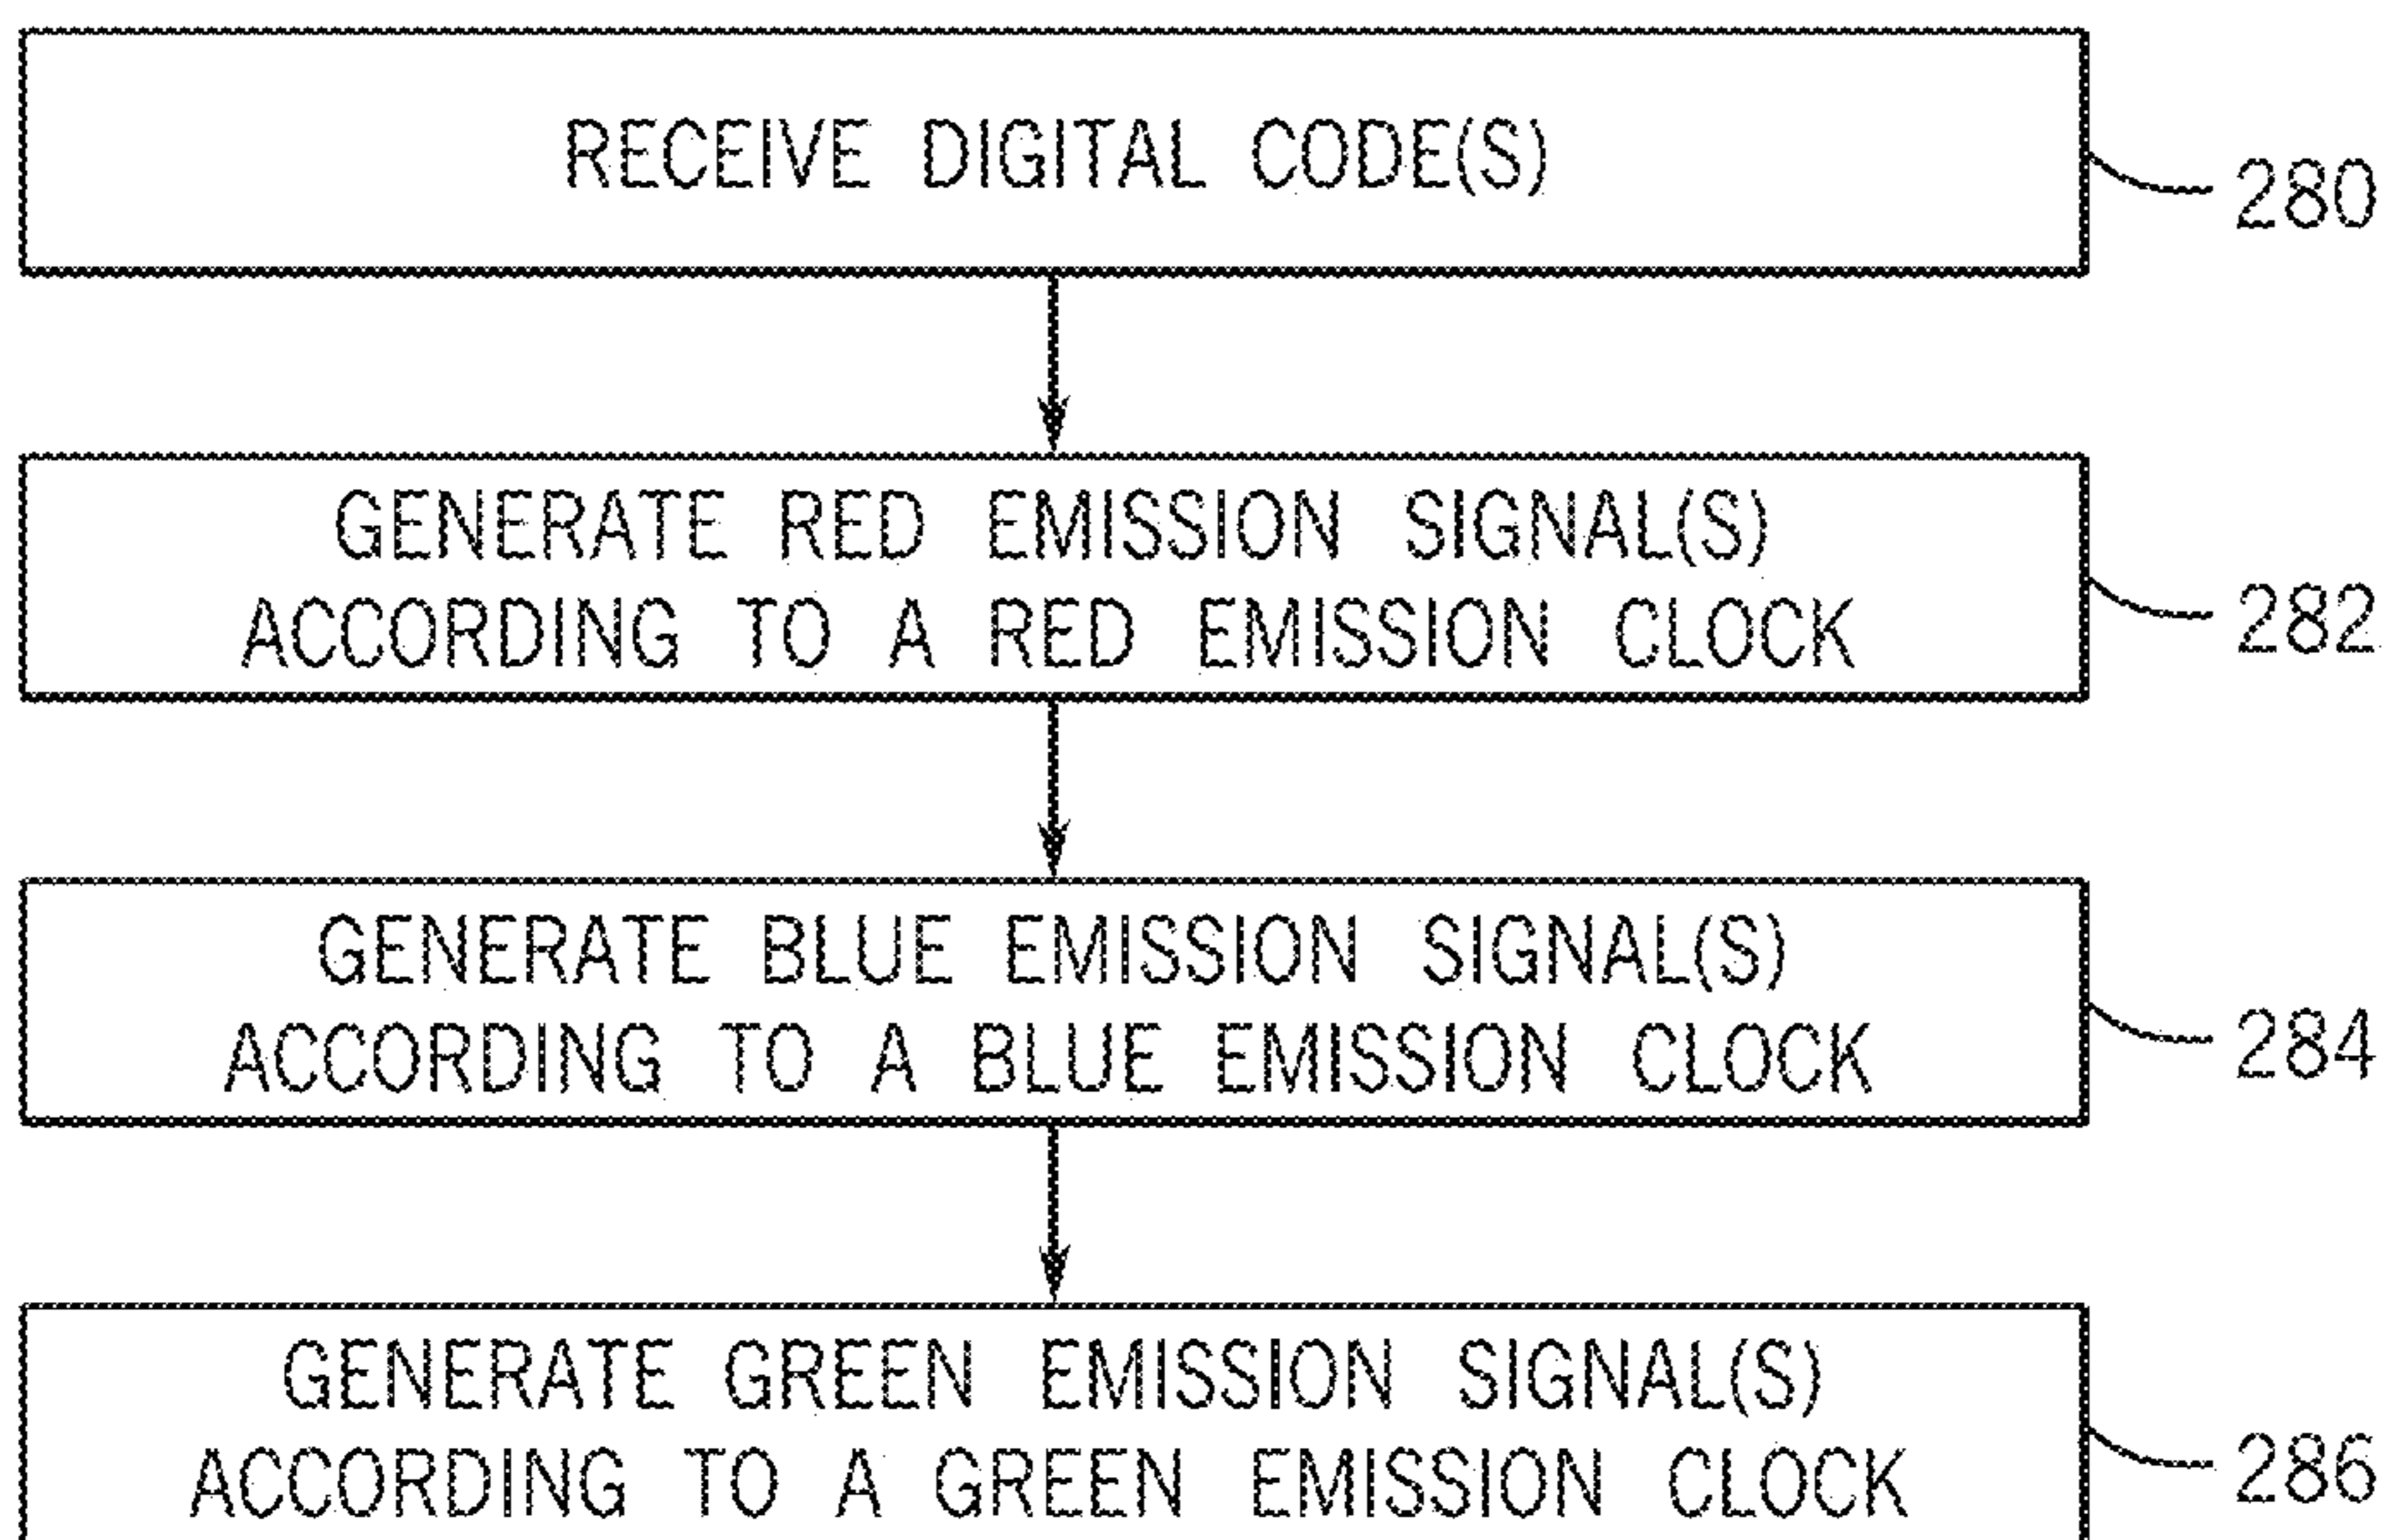 RECEIVE DIGITAL CODE(S)
280
GENERATE RED EMISSION SIGNAL(S)
ACCORDING TO A RED EMISSION CLOCK
282
GENERATE BLUE EMISSION SIGNAL(S)
ACCORDING TO A BLUE EMISSION CLOCK
284
GENERATE GREEN EMISSION SIGNAL(S)
ACCORDING TO A GREEN EMISSION CLOCK
286